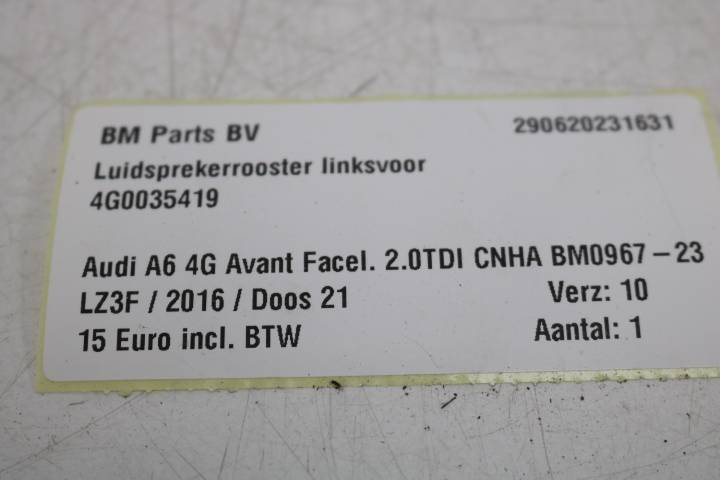 BM Parts BV 290620231631
Luidsprekerrooster linksvoor
4G0035419
Audi A6 4G Avant Facel. 2.0TDI CNHA BM0967-23
LZ3F / 2016 / Doos 21 Verz: 10
15 Euro incl. BTW Aantal: 1